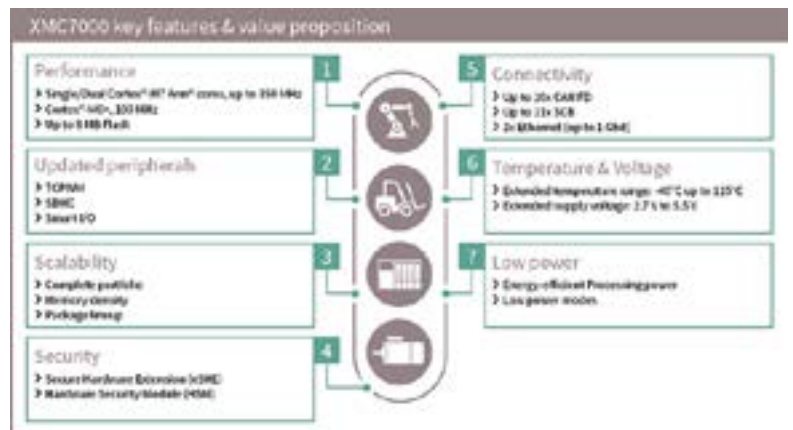 XMC7000 key features & value proposition
1
Performance
> Single/Dual Cortex®-M7 Arm® cores, up to 350 MHz
> Cortex®-M0+, 100 MHz
> Up to 8 MB Flash
2
Updated peripherals
> TCPWM
> SDHC
> Smart I/O
3
Scalability
> Complete portfolio
> Memory density
> Package lineup
4
Security
> Secure Hardware Extension (eSHE)
> Hardware Security Module (HSM)
5
Connectivity
> Up to 10x CAN FD
> Up to 11x SCB
> 2x Ethernet (up to 1 Gbit)
6
Temperature & Voltage
> Extended temperature range: -40°C up to 125°C
> Extended supply voltage: 2.7 V to 5.5 V
7
Low power
> Energy efficient Processing power
> Low power modes